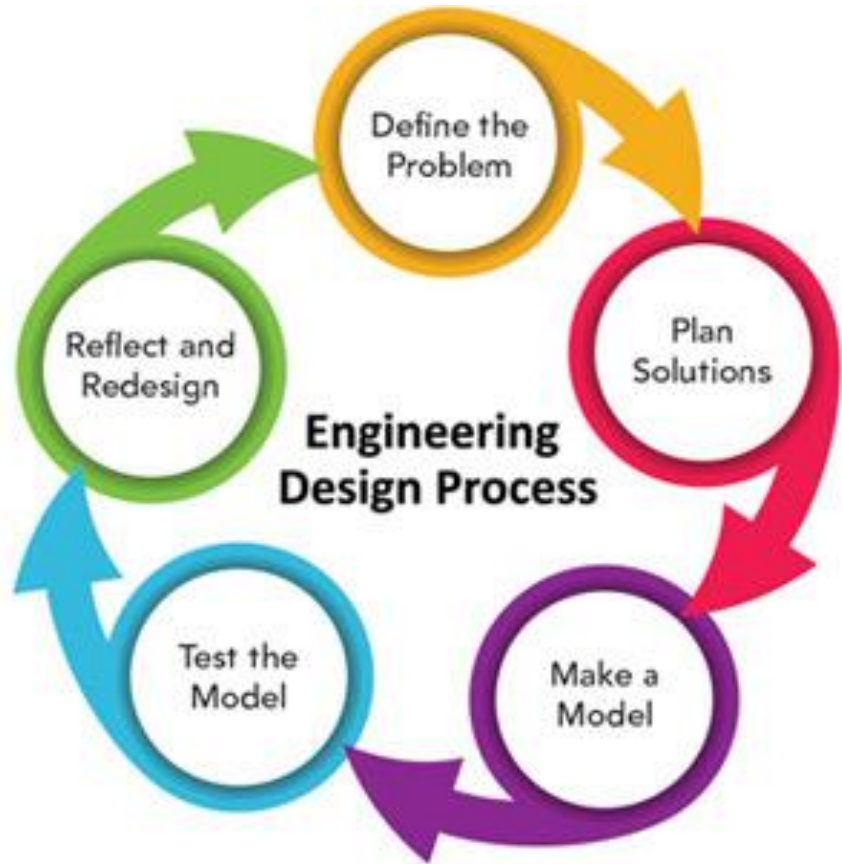 Define the
Problem
Plan
Solutions
Make a
Model
Test the
Model
Reflect and
Redesign
Engineering
Design Process